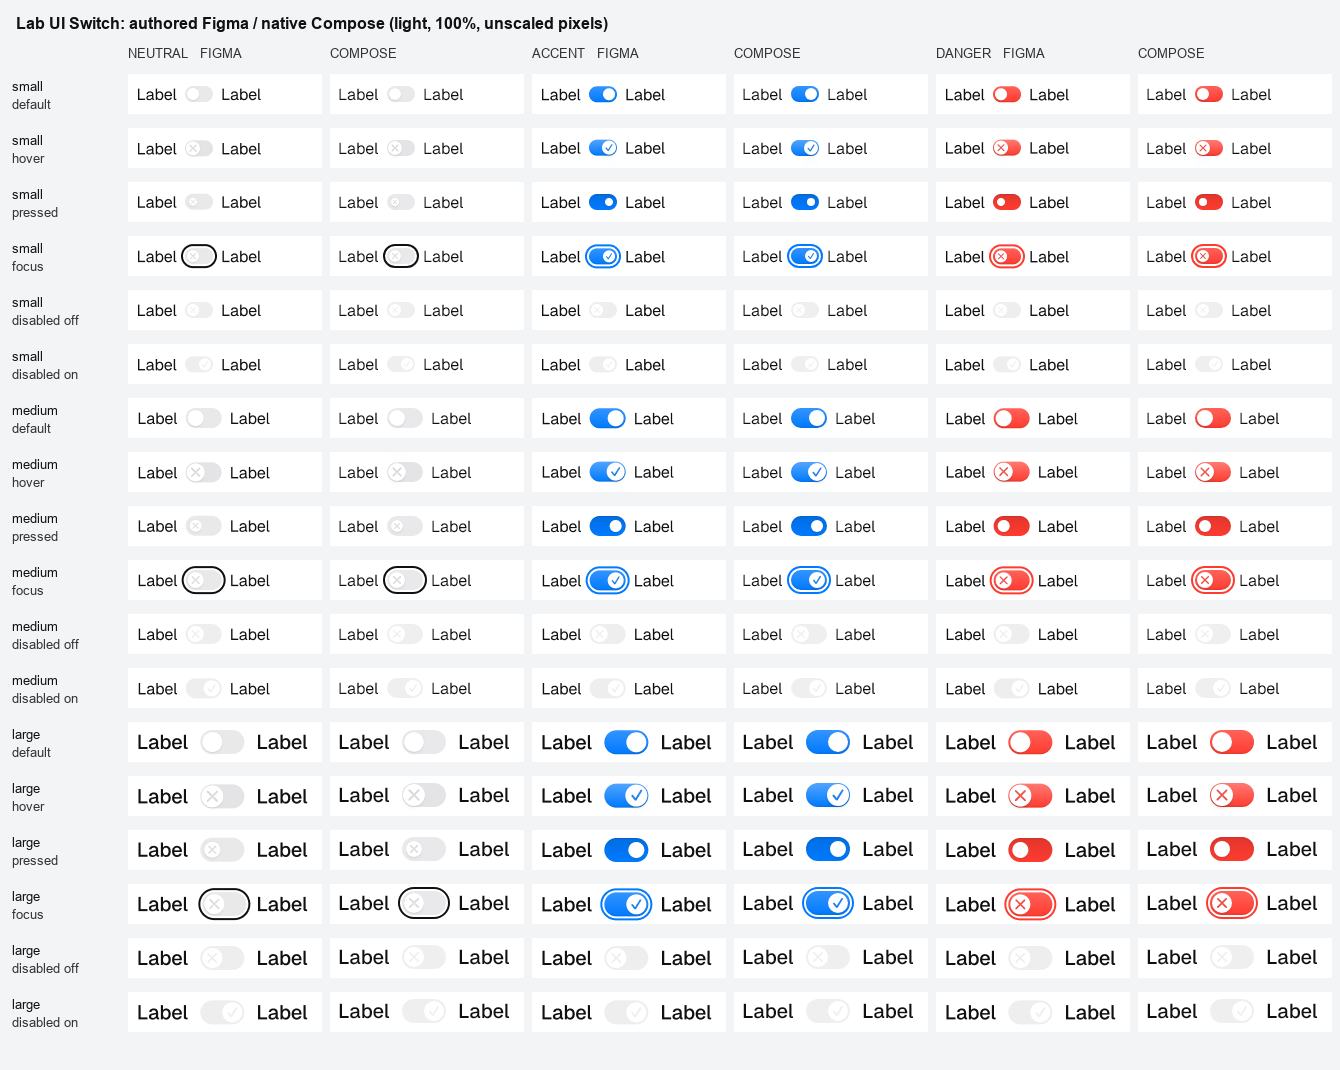 Lab UI Switch: authored Figma / native Compose (light, 100%, unscaled pixels)
NEUTRAL FIGMA COMPOSE ACCENT FIGMA COMPOSE DANGER FIGMA COMPOSE
small
default
Label Label Label Label Label Label Label Label Label Label Label Label
small
hover
Label Label Label Label Label Label Label Label Label Label Label Label
small
pressed
Label Label Label Label Label Label Label Label Label Label Label Label
small
focus
Label Label Label Label Label Label Label Label Label Label Label Label
small
disabled off
Label Label Label Label Label Label Label Label Label Label Label Label
small
disabled on
Label Label Label Label Label Label Label Label Label Label Label Label
medium
default
Label Label Label Label Label Label Label Label Label Label Label Label
medium
hover
Label Label Label Label Label Label Label Label Label Label Label Label
medium
pressed
Label Label Label Label Label Label Label Label Label Label Label Label
medium
focus
Label Label Label Label Label Label Label Label Label Label Label Label
medium
disabled off
Label Label Label Label Label Label Label Label Label Label Label Label
medium
disabled on
Label Label Label Label Label Label Label Label Label Label Label Label
large
default
Label Label Label Label Label Label Label Label Label Label Label Label
large
hover
Label Label Label Label Label Label Label Label Label Label Label Label
large
pressed
Label Label Label Label Label Label Label Label Label Label Label Label
large
focus
Label Label Label Label Label Label Label Label Label Label Label Label
large
disabled off
Label Label Label Label Label Label Label Label Label Label Label Label
large
disabled on
Label Label Label Label Label Label Label Label Label Label Label Label